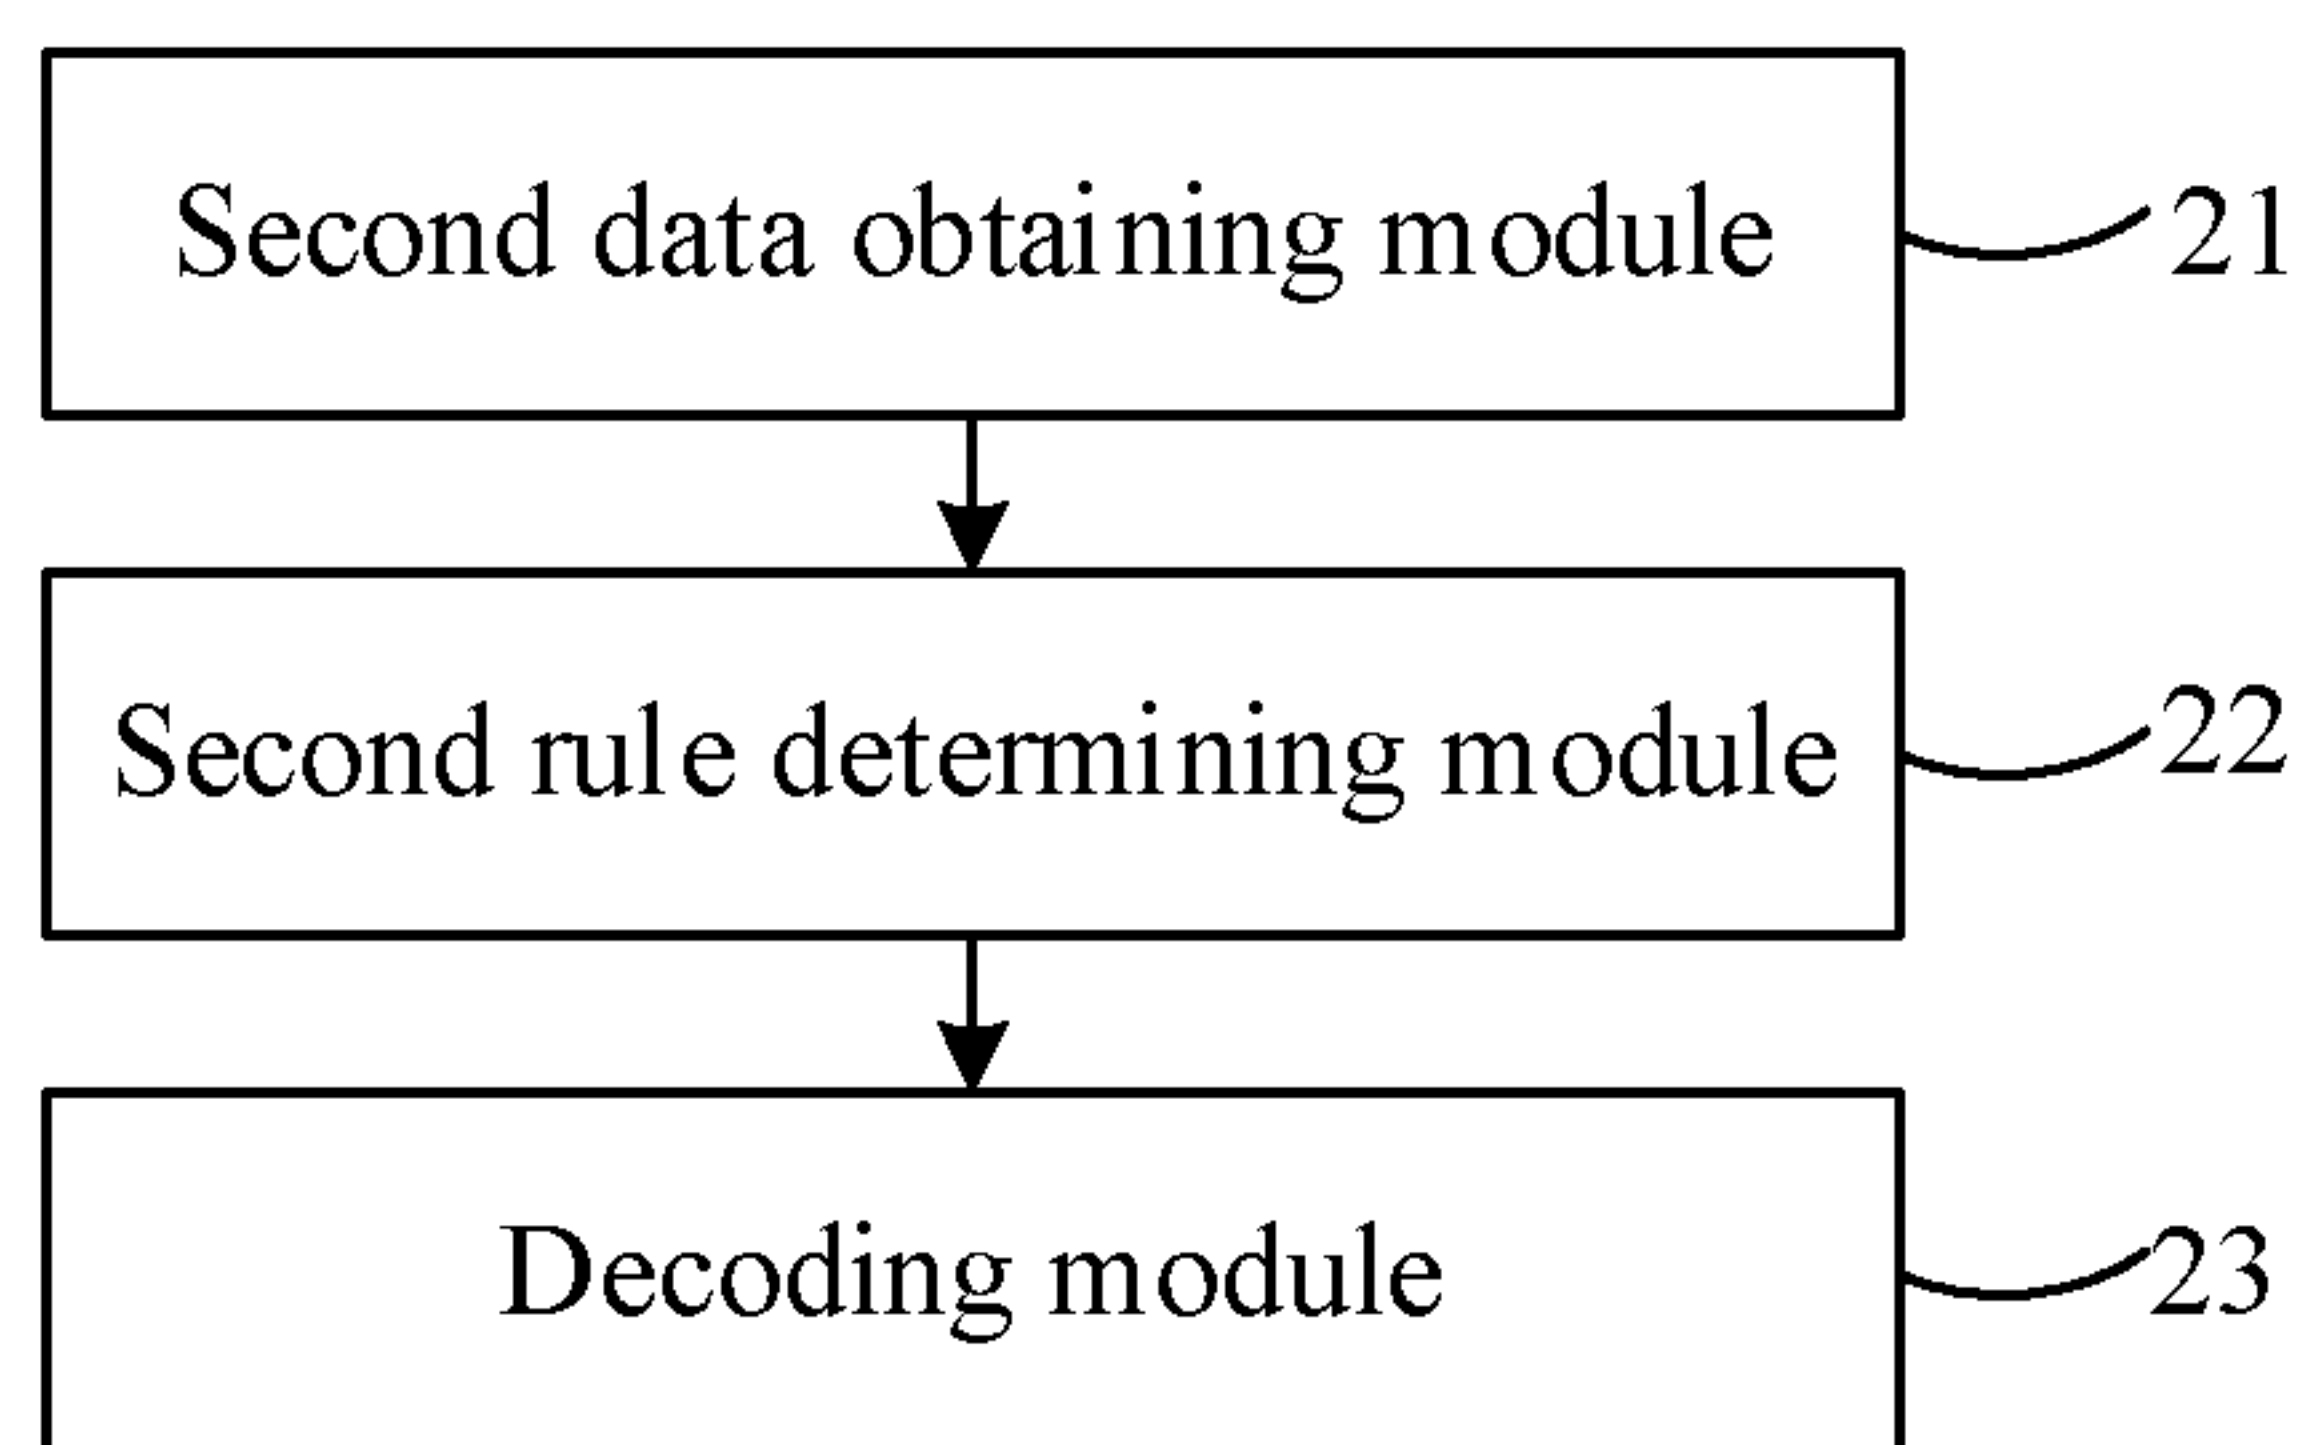 Second data obtaining module 21
Second rule determining module 22
Decoding module 23